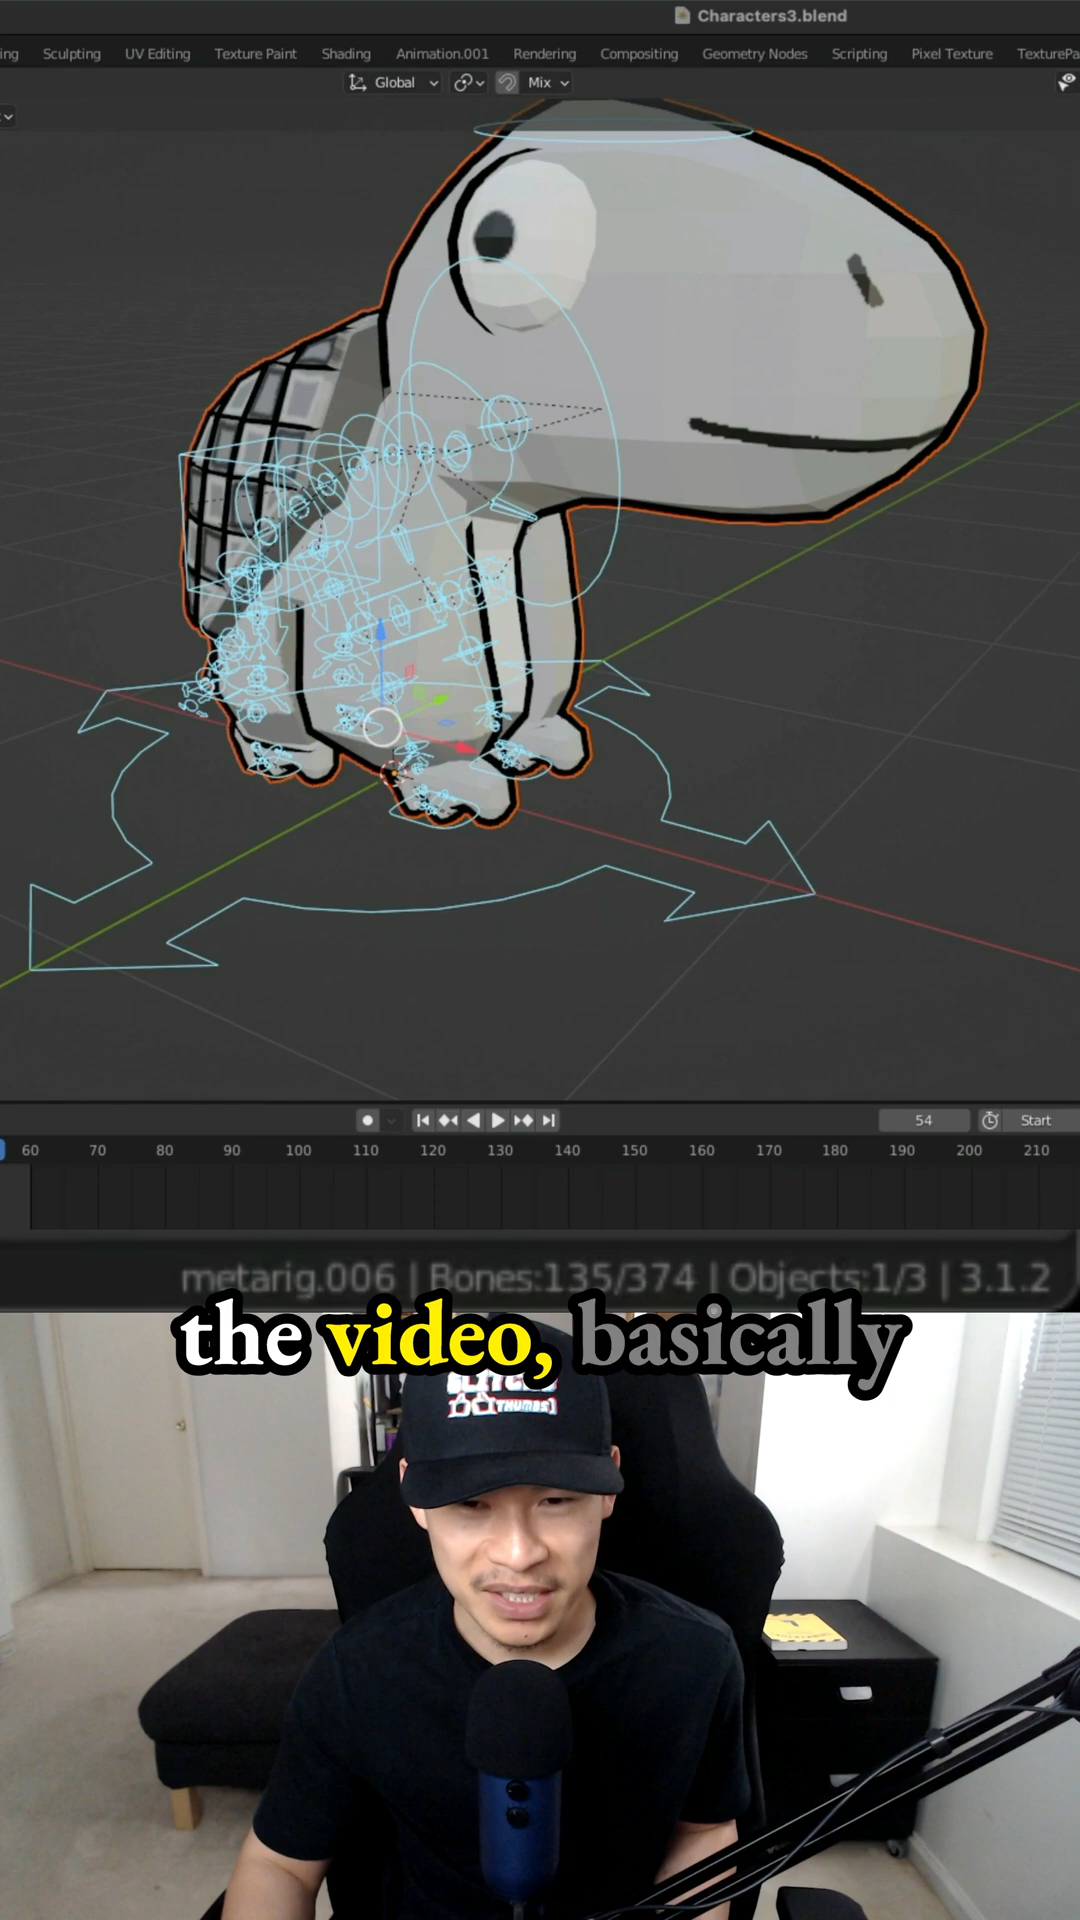 Characters3.blend
ing Sculpting UV Editing Texture Paint Shading Animation.001 Rendering Compositing Geometry Nodes Scripting Pixel Texture TexturePa
Global Mix
54 Start
60 70 80 90 100 110 120 130 140 150 160 170 180 190 200 210
metarig.006 | Bones:135/374 | Objects:1/3 | 3.1.2
the video, basically
THUMBS]